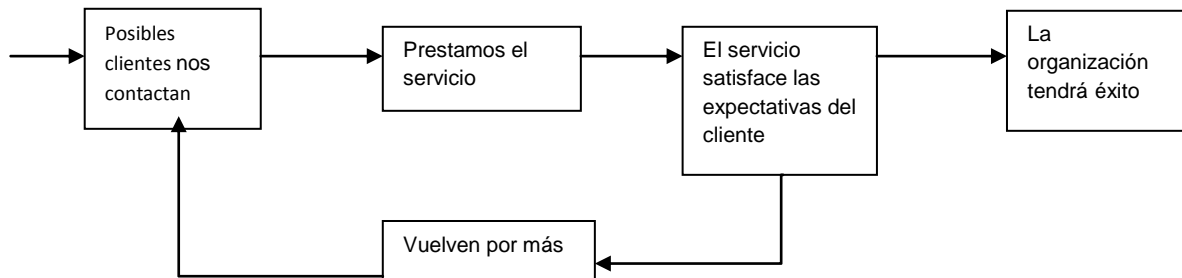 Posibles
clientes nos
contactan
Prestamos el
servicio
El servicio
satisface las
expectativas del
cliente
La
organización
tendrá éxito
Vuelven por más